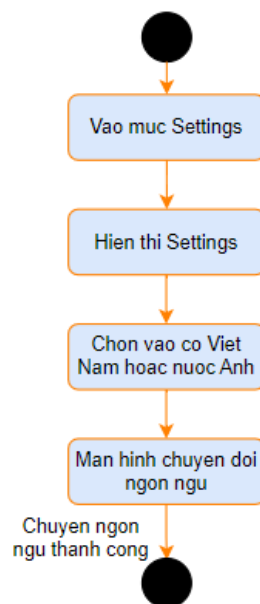 Vao muc Settings
Hien thi Settings
Chon vao co Viet
Nam hoac nuoc Anh
Man hinh chuyen doi
ngon ngu
Chuyen ngon
ngu thanh cong